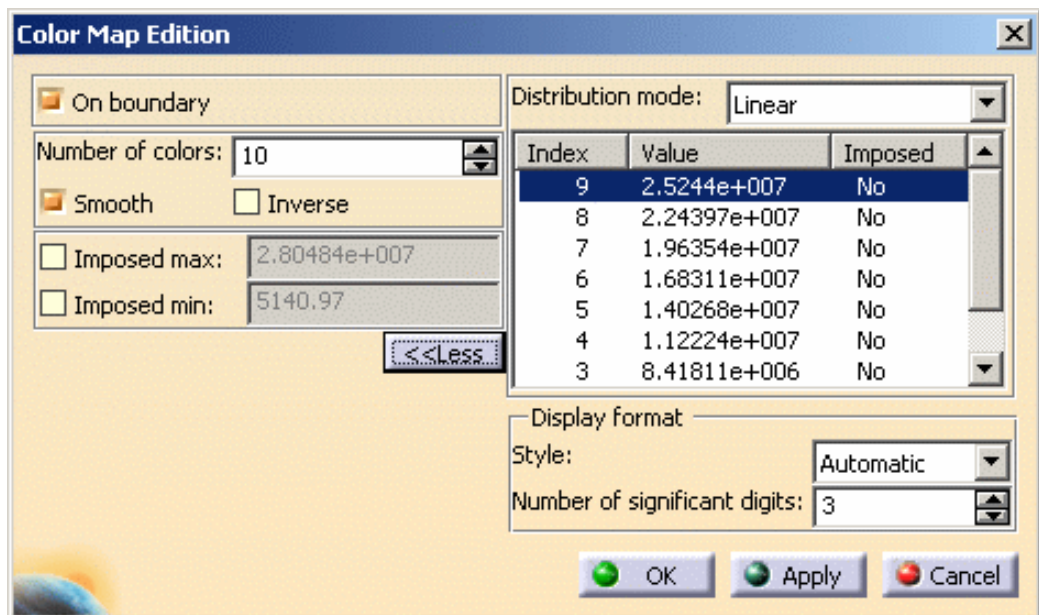 Color Map Edition
On boundary
Number of colors: 10
Smooth Inverse
Imposed max: 2.80484e+007
Imposed min: 5140.97
<<Less
Distribution mode: Linear
Index Value Imposed
9 2.5244e+007 No
8 2.24397e+007 No
7 1.96354e+007 No
6 1.68311e+007 No
5 1.40268e+007 No
4 1.12224e+007 No
3 8.41811e+006 No
Display format
Style: Automatic
Number of significant digits: 3
OK Apply Cancel